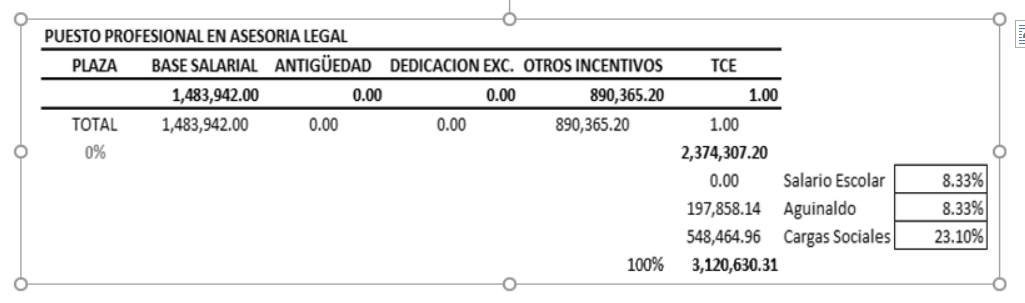 PUESTO PROFESIONAL EN ASESORIA LEGAL
PLAZA BASE SALARIAL ANTIGÜEDAD DEDICACION EXC. OTROS INCENTIVOS TCE
1,483,942.00 0.00 0.00 890,365.20 1.00
TOTAL 1,483,942.00 0.00 0.00 890,365.20 1.00
0% 2,374,307.20
0.00 Salario Escolar 8.33%
197,858.14 Aguinaldo 8.33%
548,464.96 Cargas Sociales 23.10%
100% 3,120,630.31